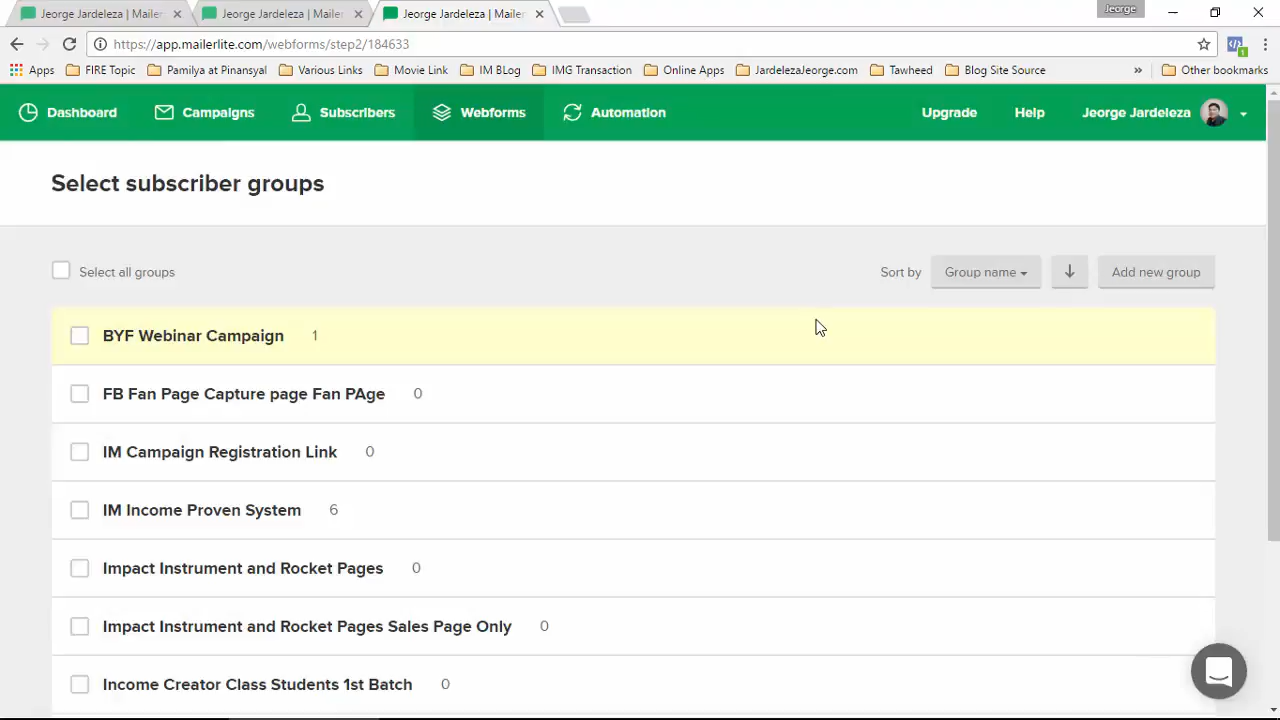 Jeorge Jardeleza | Mailer
Jeorge Jardeleza | Mailer
Jeorge Jardeleza | Mailer
Jeorge
https://app.mailerlite.com/webforms/step2/184633
1
Apps
FIRE Topic
Pamilya at Pinansyal
Various Links
Movie Link
IM BLog
IMG Transaction
Online Apps
JardelezaJeorge.com
Tawheed
Blog Site Source
»
Other bookmarks
Dashboard
Campaigns
Subscribers
Webforms
Automation
Upgrade
Help
Jeorge Jardeleza
Select subscriber groups
Select all groups
Sort by
Group name
Add new group
BYF Webinar Campaign 1
FB Fan Page Capture page Fan PAge 0
IM Campaign Registration Link 0
IM Income Proven System 6
Impact Instrument and Rocket Pages 0
Impact Instrument and Rocket Pages Sales Page Only 0
Income Creator Class Students 1st Batch 0